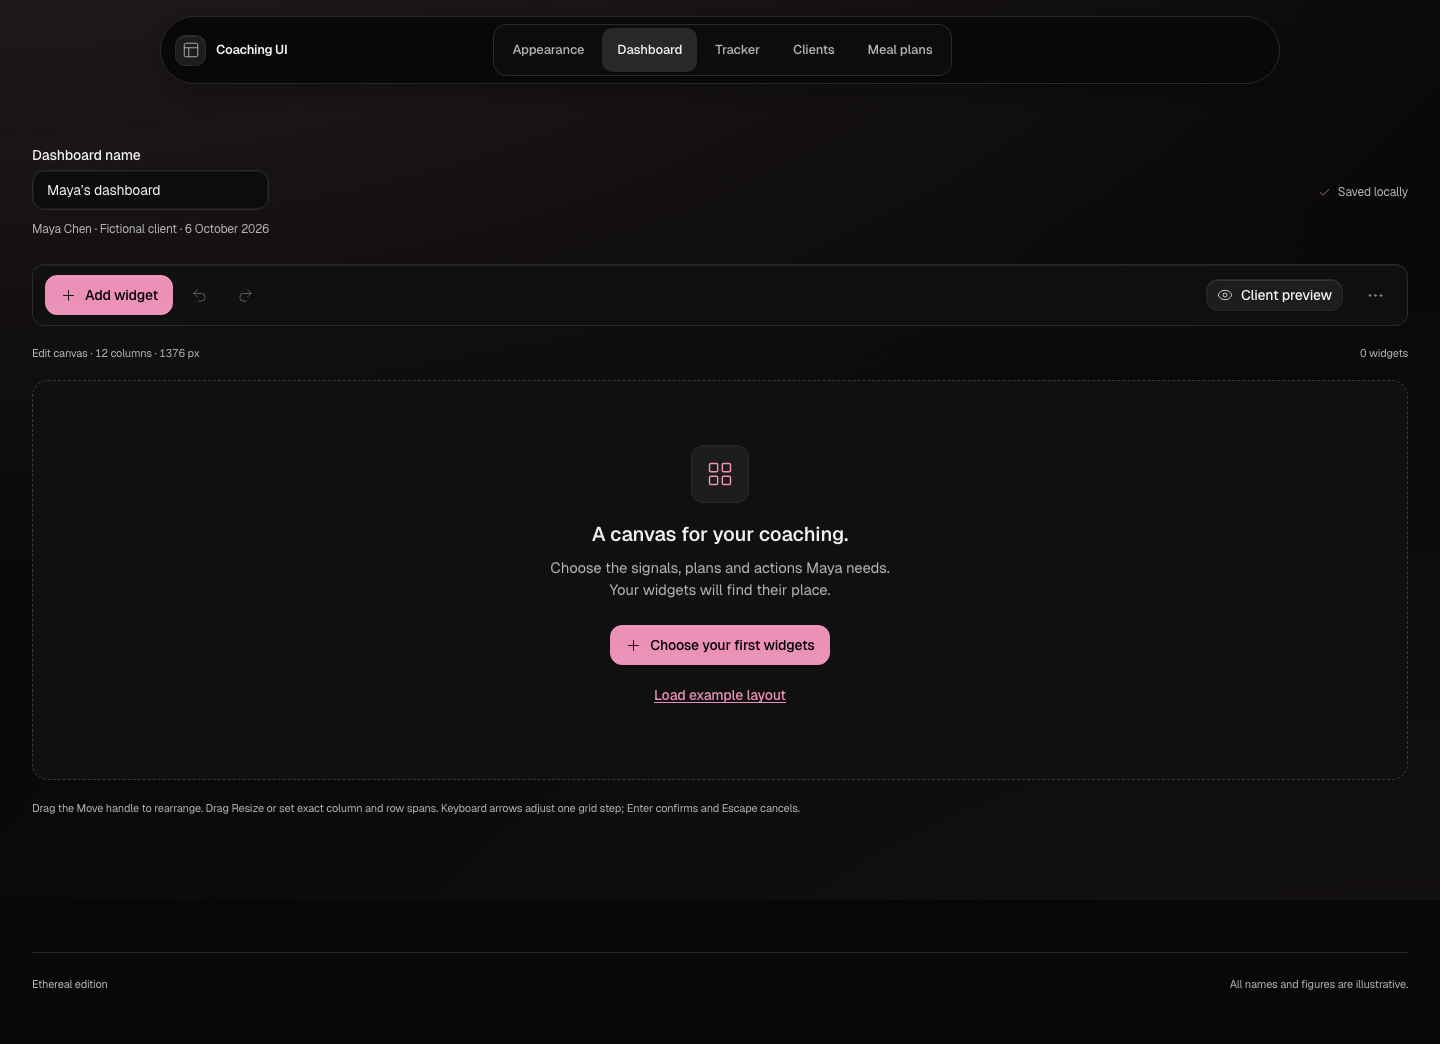 Coaching UI
Appearance
Dashboard
Tracker
Clients
Meal plans
Dashboard name
Maya's dashboard
Saved locally
Maya Chen · Fictional client · 6 October 2026
Add widget
Client preview
Edit canvas · 12 columns · 1376 px
0 widgets
A canvas for your coaching.
Choose the signals, plans and actions Maya needs.
Your widgets will find their place.
Choose your first widgets
Load example layout
Drag the Move handle to rearrange. Drag Resize or set exact column and row spans. Keyboard arrows adjust one grid step; Enter confirms and Escape cancels.
Ethereal edition
All names and figures are illustrative.